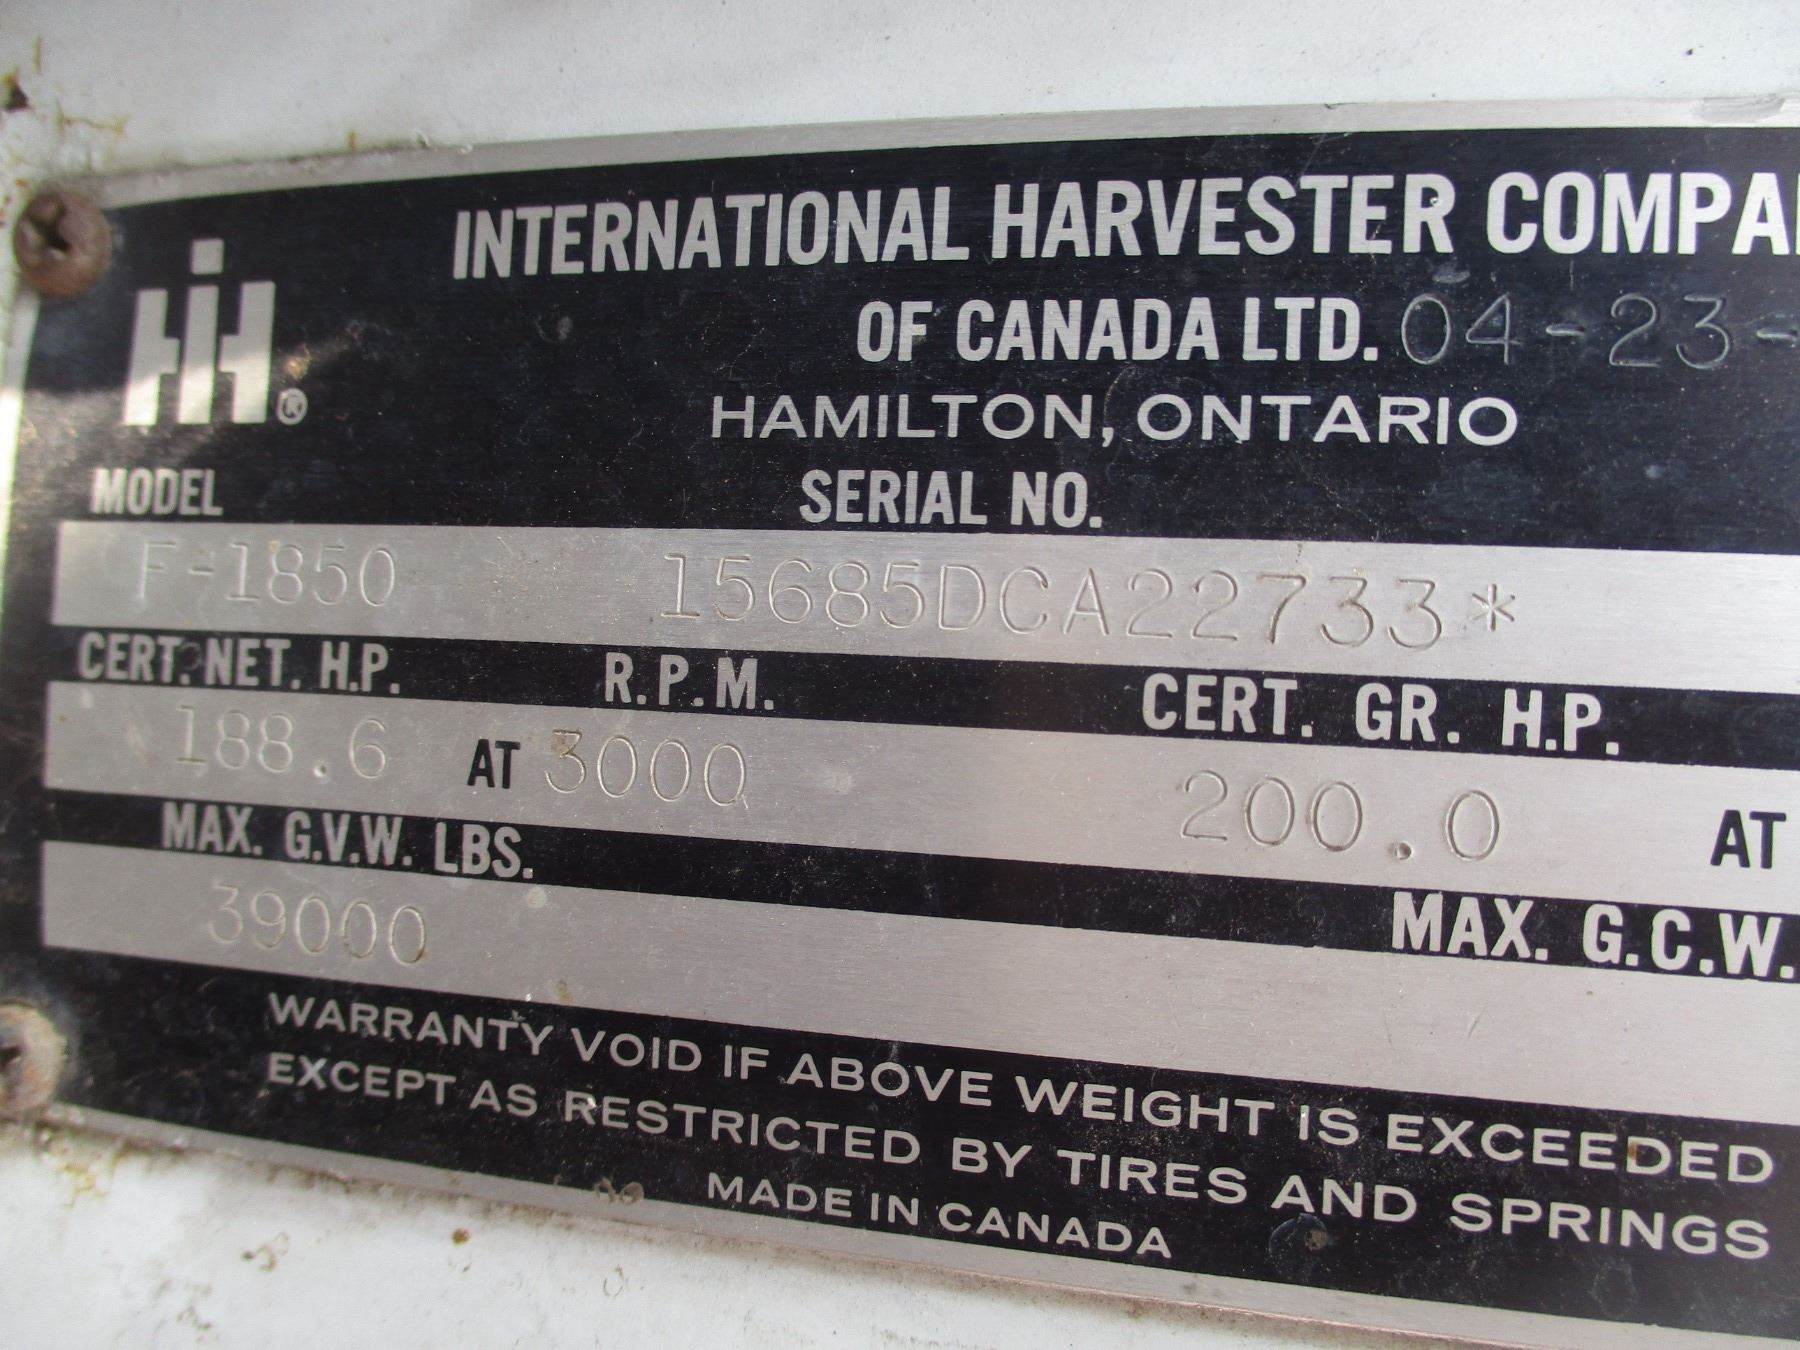 INTERNATIONAL HARVESTER COMPA
IH ®
OF CANADA LTD. 04-23-
HAMILTON, ONTARIO
MODEL SERIAL NO.
F-1850 15685DCA22733*
CERT. NET. H.P. R.P.M. CERT. GR. H.P.
188.6 AT 3000 200.0 AT
MAX. G.V.W. LBS. MAX. G.C.W.
39000
WARRANTY VOID IF ABOVE WEIGHT IS EXCEEDED
EXCEPT AS RESTRICTED BY TIRES AND SPRINGS
MADE IN CANADA